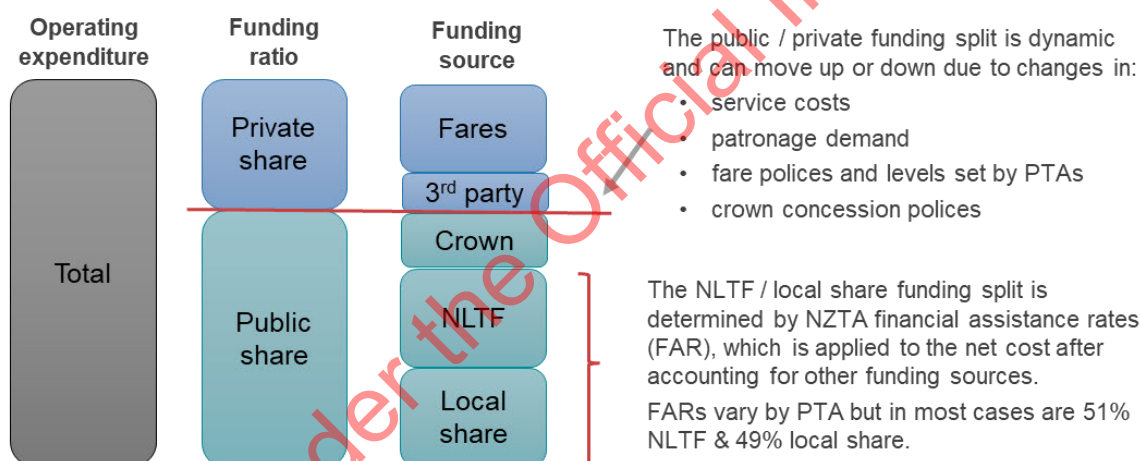 Operating
expenditure
Funding
ratio
Funding
source
Total
Private
share
Public
share
Fares
3rd party
Crown
NLTF
Local
share
The public / private funding split is dynamic
and can move up or down due to changes in:
• service costs
• patronage demand
• fare polices and levels set by PTAs
• crown concession polices
The NLTF / local share funding split is
determined by NZTA financial assistance rates
(FAR), which is applied to the net cost after
accounting for other funding sources.
FARs vary by PTA but in most cases are 51%
NLTF & 49% local share.
der the Official